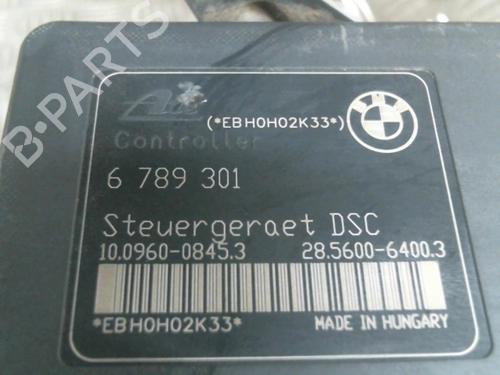 B-PARTS
(*EBH0H02K33*)
Controller
6 789 301
Steuergeraet DSC
10.0960-0845.3 28.5600-6400.3
*EBH0H02K33*
MADE IN HUNGARY